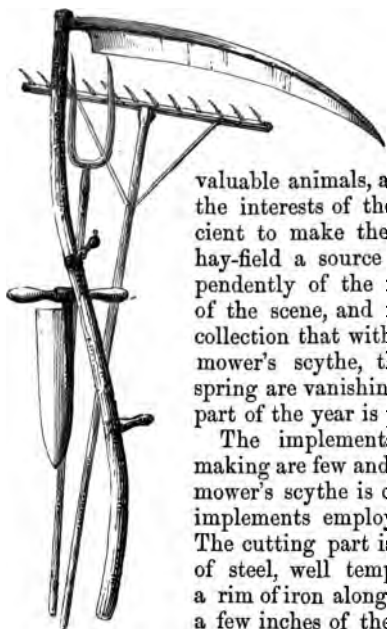 valuable animals, a
the interests of the
cient to make the
hay-field a source
pendently of the
of the scene, and
collection that with
mower's scythe, t
spring are vanishin
part of the year is
The implements
making are few and
mower's scythe is
implements employ
The cutting part is
of steel, well temp
a rim of iron along
a few inches of the